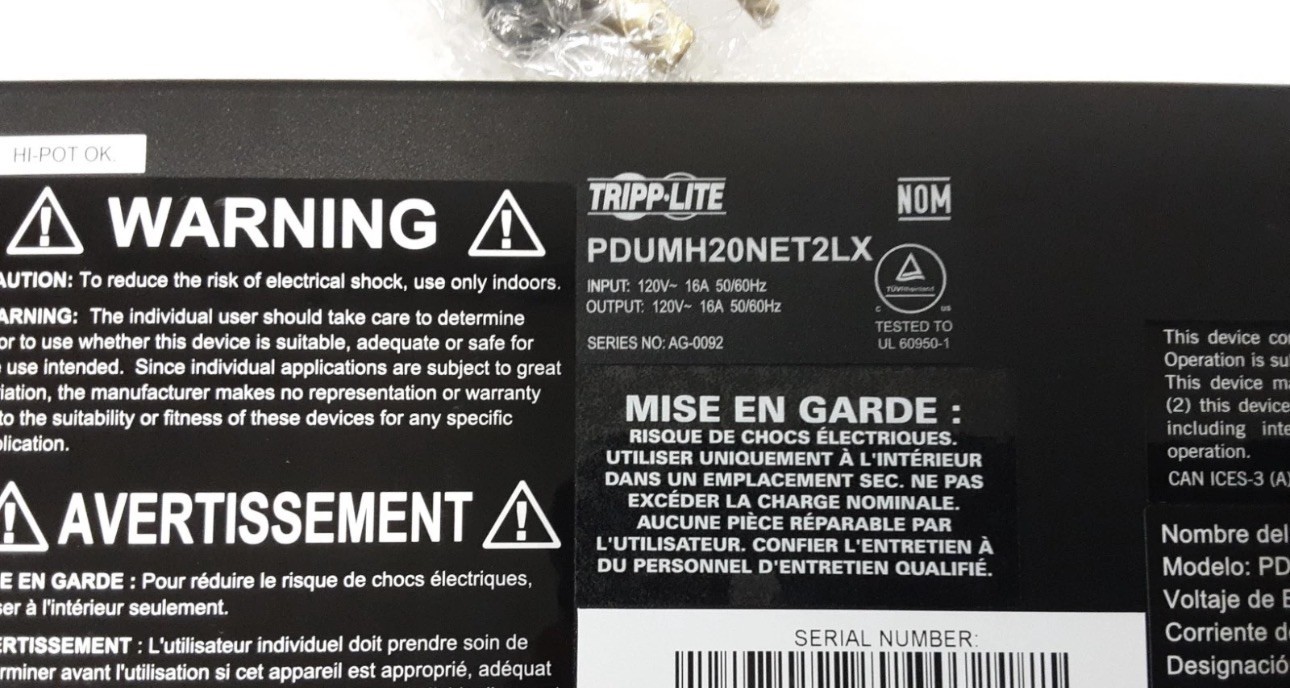 HI-POT OK.
WARNING
AUTION: To reduce the risk of electrical shock, use only indoors.
ARNING: The individual user should take care to determine
or to use whether this device is suitable, adequate or safe for
use intended. Since individual applications are subject to great
iation, the manufacturer makes no representation or warranty
to the suitability or fitness of these devices for any specific
plication.
AVERTISSEMENT
E EN GARDE : Pour réduire le risque de chocs électriques,
ser à l'intérieur seulement.
ERTISSEMENT : L'utilisateur individuel doit prendre soin de
rminer avant l'utilisation si cet appareil est approprié, adéquat
TRIPP·LITE
NOM
PDUMH20NET2LX
INPUT: 120V~ 16A 50/60Hz
OUTPUT: 120V~ 16A 50/60Hz
SERIES NO: AG-0092
TÜVRheinland
C US
TESTED TO
UL 60950-1
MISE EN GARDE :
RISQUE DE CHOCS ÉLECTRIQUES.
UTILISER UNIQUEMENT À L'INTÉRIEUR
DANS UN EMPLACEMENT SEC. NE PAS
EXCÉDER LA CHARGE NOMINALE.
AUCUNE PIÈCE RÉPARABLE PAR
L'UTILISATEUR. CONFIER L'ENTRETIEN À
DU PERSONNEL D'ENTRETIEN QUALIFIÉ.
SERIAL NUMBER:
This device co
Operation is su
This device m
(2) this device
including inte
operation.
CAN ICES-3 (A)
Nombre del
Modelo: PD
Voltaje de E
Corriente d
Designació